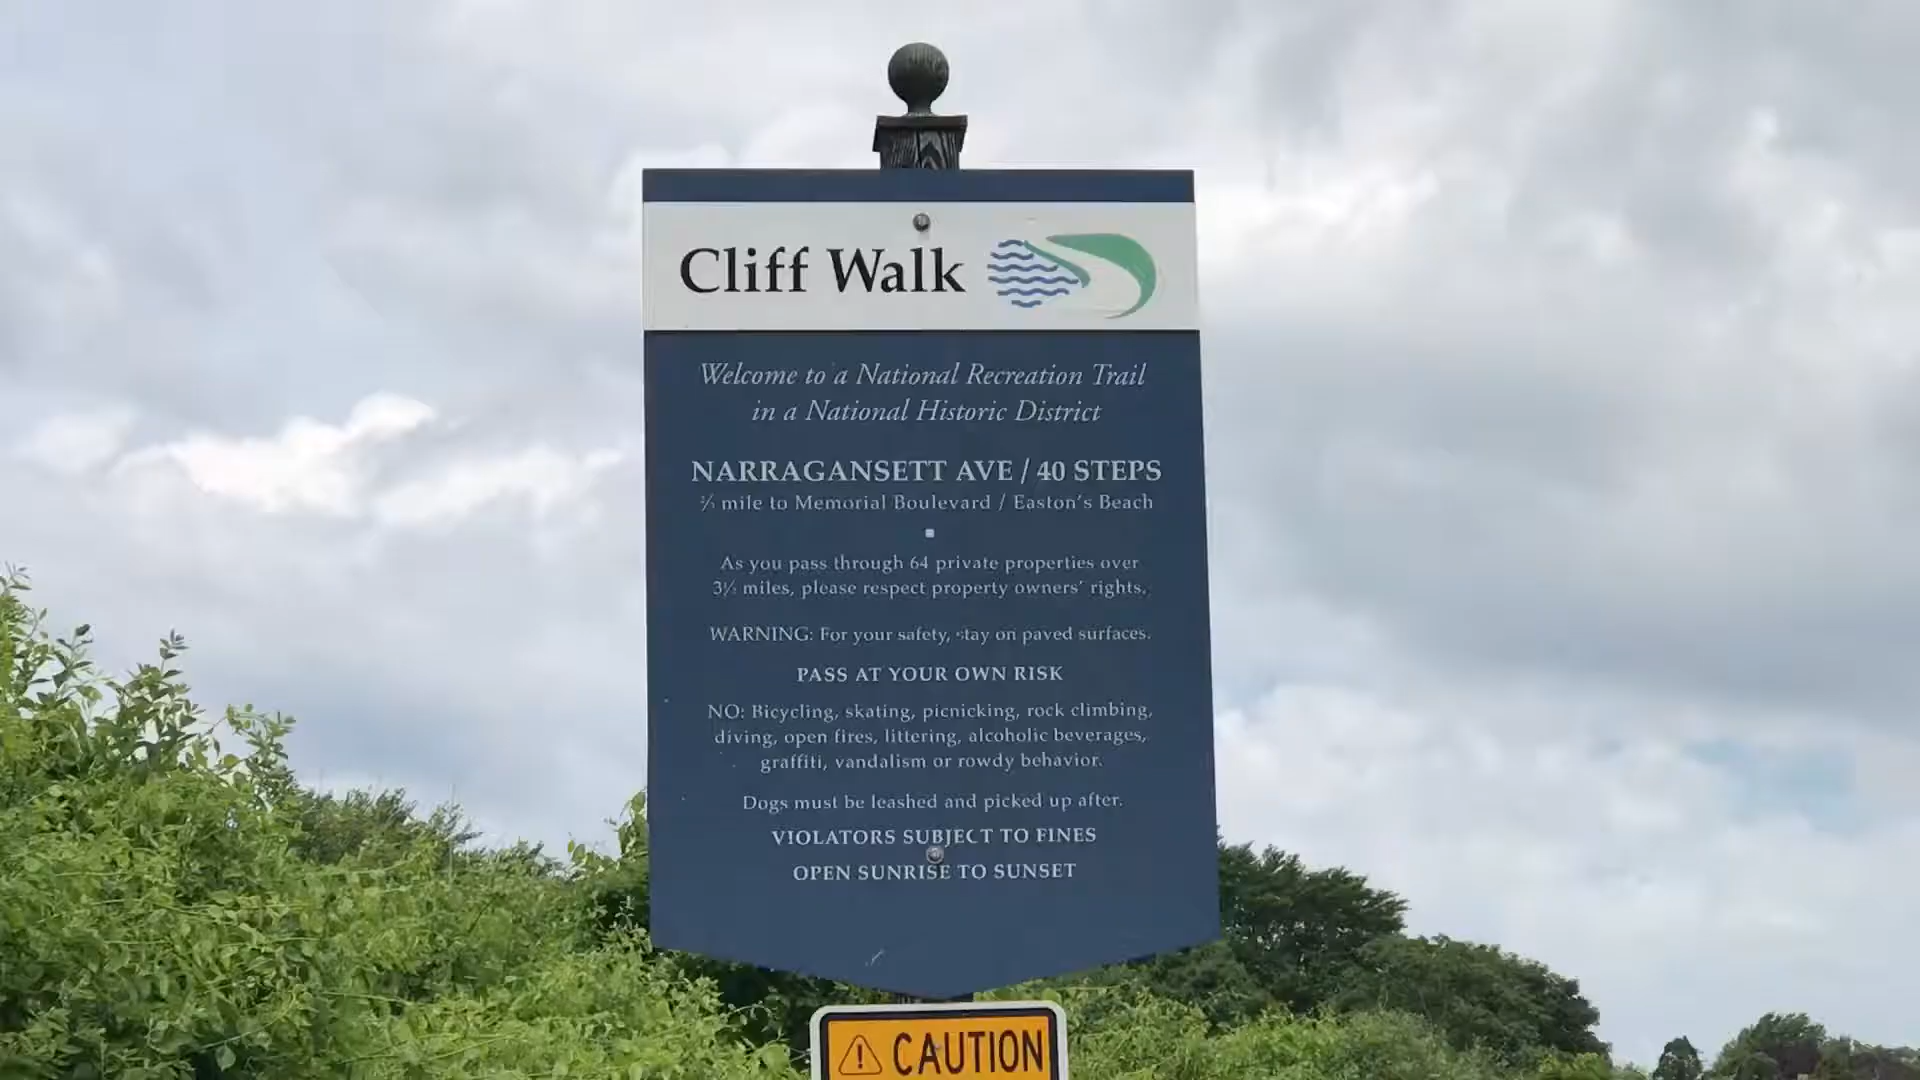 Cliff Walk
Welcome to a National Recreation Trail
in a National Historic District
NARRAGANSETT AVE / 40 STEPS
mile to Memorial Boulevard / Easton's Beach
As you pass through 64 private properties over
3½ miles, please respect property owners' rights.
WARNING: For your safety, stay on paved surfaces.
PASS AT YOUR OWN RISK
NO: Bicycling, skating, picnicking, rock climbing,
diving, open fires, littering, alcoholic beverages,
graffiti, vandalism or rowdy behavior.
Dogs must be leashed and picked up after.
VIOLATORS SUBJECT TO FINES
OPEN SUNRISE TO SUNSET
CAUTION